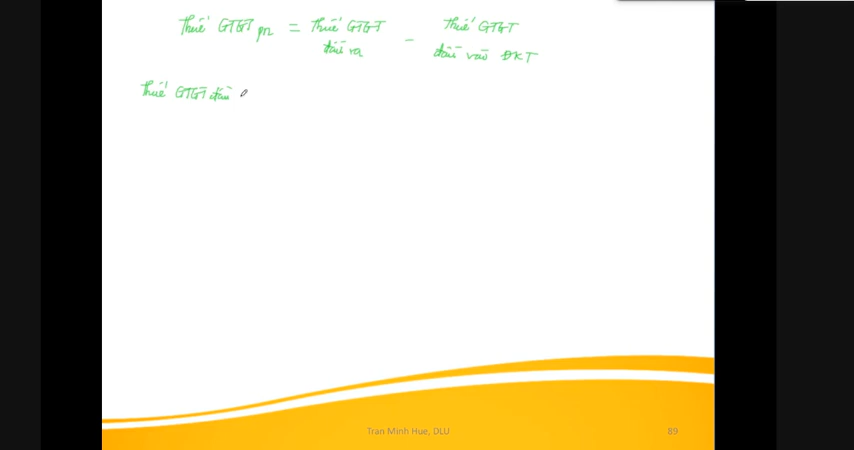 Thuế GTGT pn = Thuế GTGT - Thuế GTGT
đầu ra đầu vào ĐKT
Thuế GTGT đầu
Tran Minh Hue, DLU 89